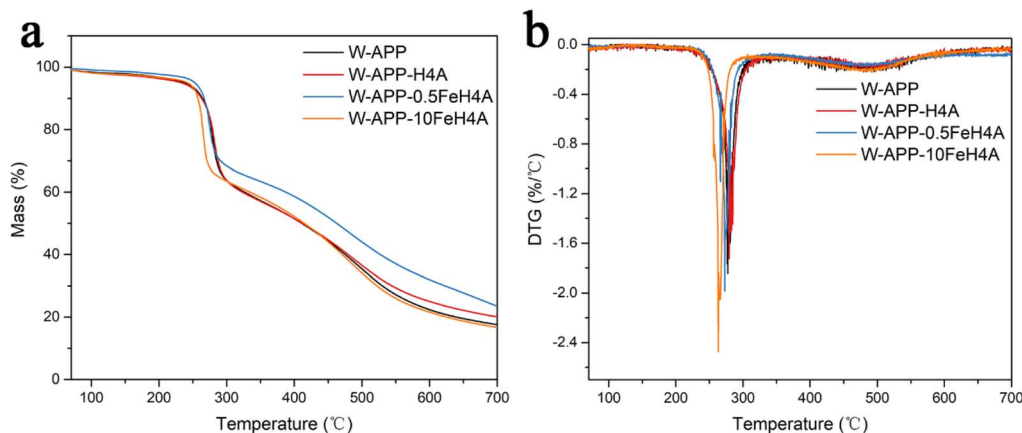 a
W-APP
W-APP-H4A
W-APP-0.5FeH4A
W-APP-10FeH4A
Mass (%)
100
80
60
40
20
0
100 200 300 400 500 600 700
Temperature (℃)
b
0.0
-0.4
-0.8
-1.2
-1.6
-2.0
-2.4
DTG (%/℃)
W-APP
W-APP-H4A
W-APP-0.5FeH4A
W-APP-10FeH4A
100 200 300 400 500 600 700
Temperature (℃)